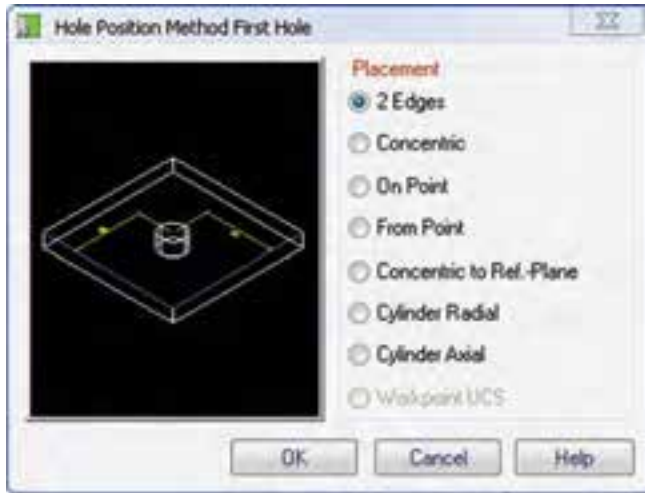 Hole Position Method First Hole
Placement
2 Edges
Concentric
On Point
From Point
Concentric to Ref.-Plane
Cylinder Radial
Cylinder Axial
Workpoint UCS
OK
Cancel
Help